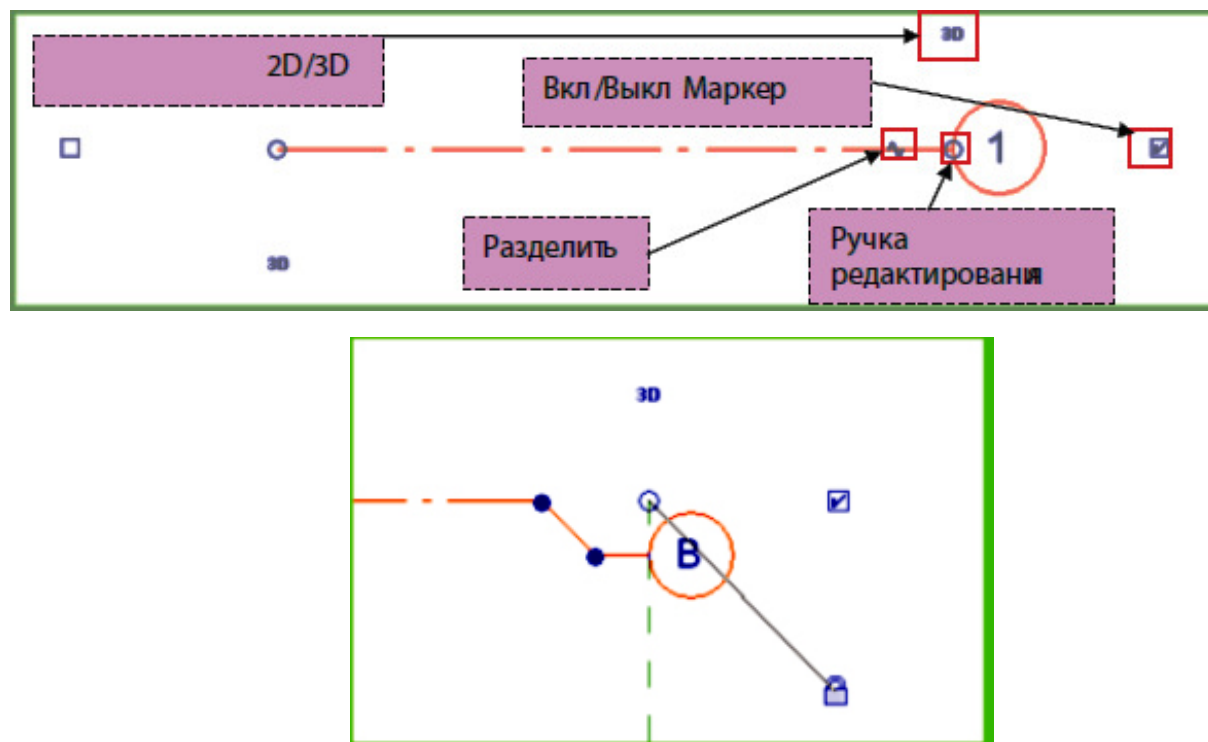 3D
2D/3D
Вкл/Выкл Маркер
1
Разделить
Ручка
редактирования
3D
3D
B